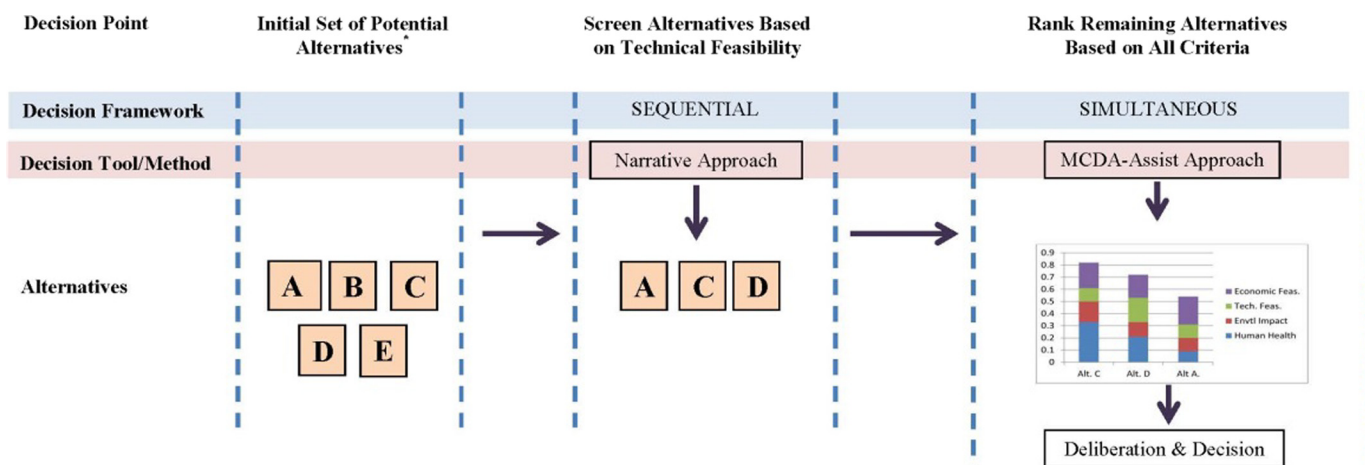 Decision Point
Initial Set of Potential
Alternatives*
Screen Alternatives Based
on Technical Feasibility
Rank Remaining Alternatives
Based on All Criteria
Decision Framework
SEQUENTIAL
SIMULTANEOUS
Decision Tool/Method
Narrative Approach
MCDA-Assist Approach
Alternatives
A B C
D E
A C D
0.9
0.8
0.7
0.6
0.5
0.4
0.3
0.2
0.1
0
Alt. C Alt. D Alt A.
Economic Feas.
Tech. Feas.
Envtl Impact
Human Health
Deliberation & Decision